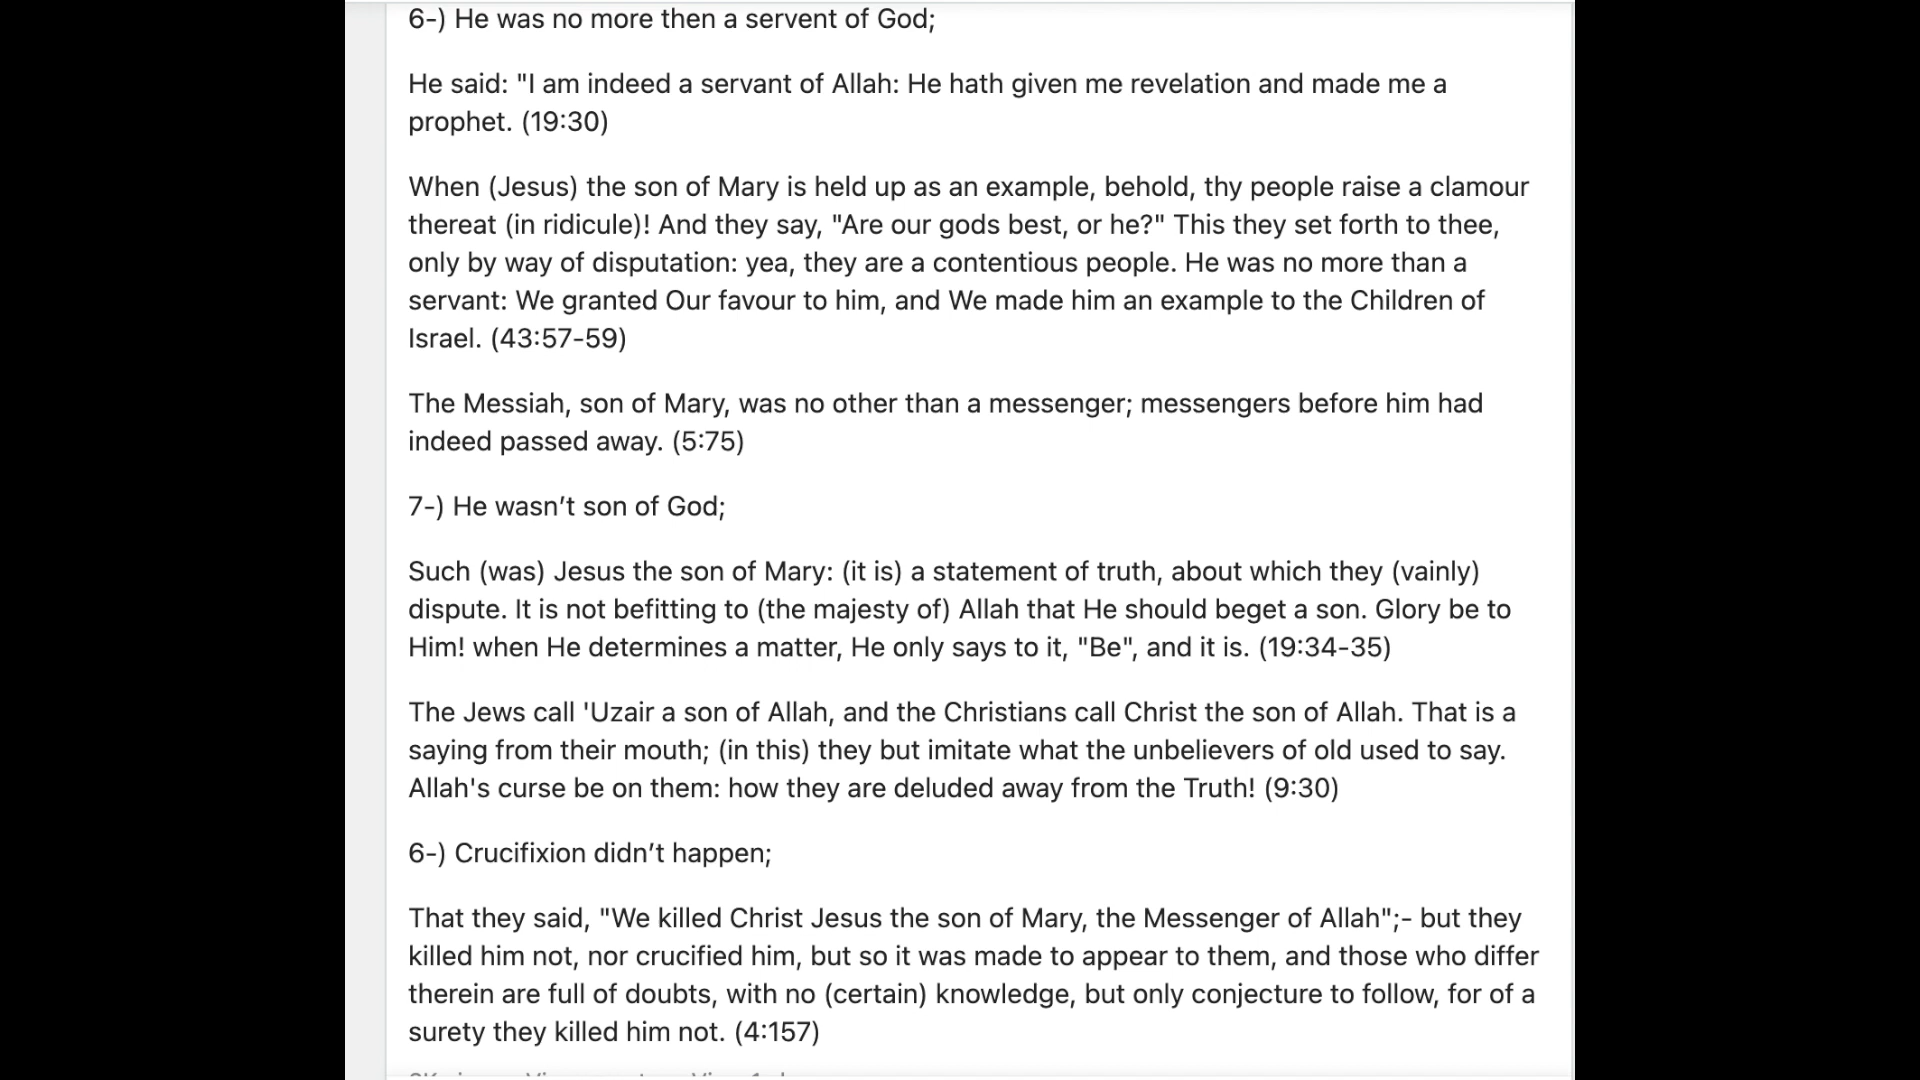 6-) He was no more then a servent of God;
He said: "I am indeed a servant of Allah: He hath given me revelation and made me a
prophet. (19:30)
When (Jesus) the son of Mary is held up as an example, behold, thy people raise a clamour
thereat (in ridicule)! And they say, "Are our gods best, or he?" This they set forth to thee,
only by way of disputation: yea, they are a contentious people. He was no more than a
servant: We granted Our favour to him, and We made him an example to the Children of
Israel. (43:57-59)
The Messiah, son of Mary, was no other than a messenger; messengers before him had
indeed passed away. (5:75)
7-) He wasn’t son of God;
Such (was) Jesus the son of Mary: (it is) a statement of truth, about which they (vainly)
dispute. It is not befitting to (the majesty of) Allah that He should beget a son. Glory be to
Him! when He determines a matter, He only says to it, "Be", and it is. (19:34-35)
The Jews call 'Uzair a son of Allah, and the Christians call Christ the son of Allah. That is a
saying from their mouth; (in this) they but imitate what the unbelievers of old used to say.
Allah's curse be on them: how they are deluded away from the Truth! (9:30)
6-) Crucifixion didn’t happen;
That they said, "We killed Christ Jesus the son of Mary, the Messenger of Allah";- but they
killed him not, nor crucified him, but so it was made to appear to them, and those who differ
therein are full of doubts, with no (certain) knowledge, but only conjecture to follow, for of a
surety they killed him not. (4:157)